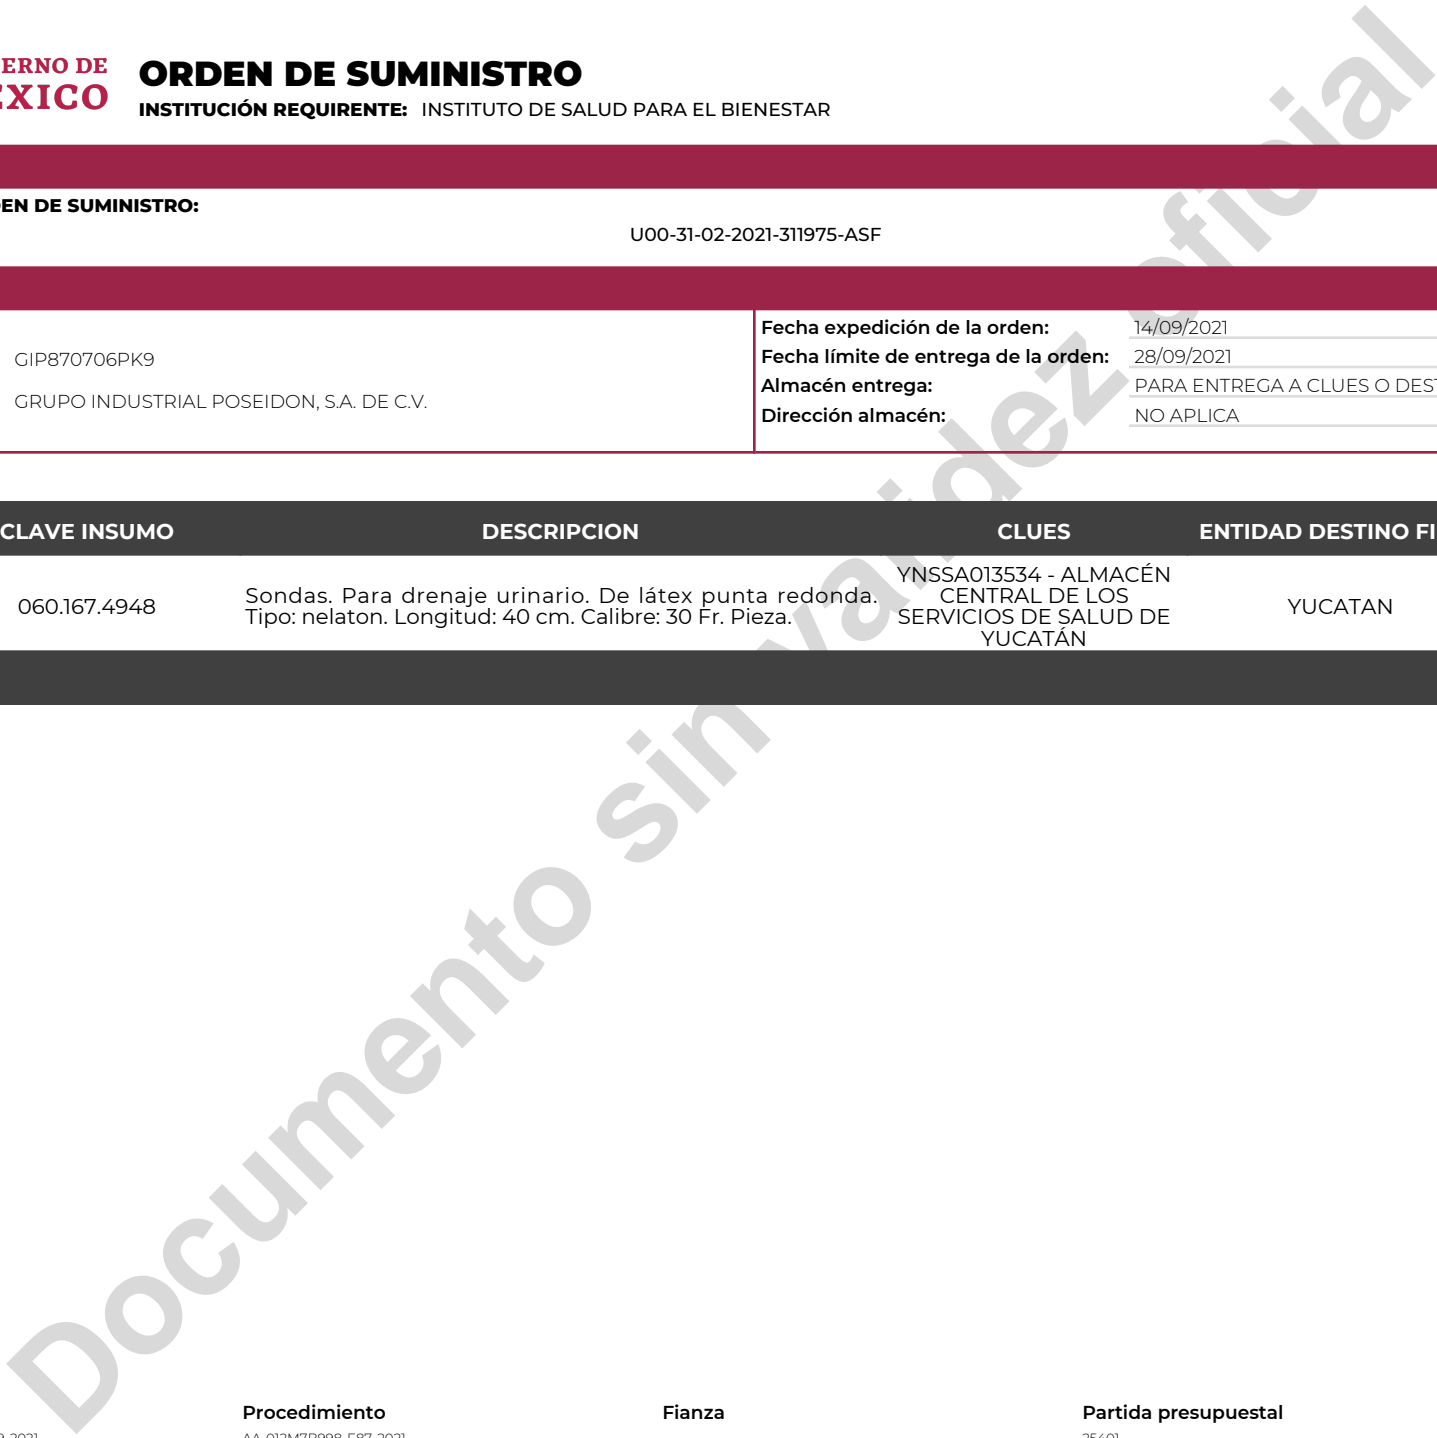 ERNO DE
EXICO
ORDEN DE SUMINISTRO
INSTITUCIÓN REQUIRENTE: INSTITUTO DE SALUD PARA EL BIENESTAR
EN DE SUMINISTRO:
U00-31-02-2021-311975-ASF
GIP870706PK9
GRUPO INDUSTRIAL POSEIDON, S.A. DE C.V.
Fecha expedición de la orden: 14/09/2021
Fecha límite de entrega de la orden: 28/09/2021
Almacén entrega: PARA ENTREGA A CLUES O DEST
Dirección almacén: NO APLICA
CLAVE INSUMO DESCRIPCION CLUES ENTIDAD DESTINO FI
060.167.4948
Sondas. Para drenaje urinario. De látex punta redonda.
Tipo: nelaton. Longitud: 40 cm. Calibre: 30 Fr. Pieza.
YNSSA013534 - ALMACÉN
CENTRAL DE LOS
SERVICIOS DE SALUD DE
YUCATÁN
YUCATAN
Documento sin validez oficial
Procedimiento Fianza Partida presupuestal